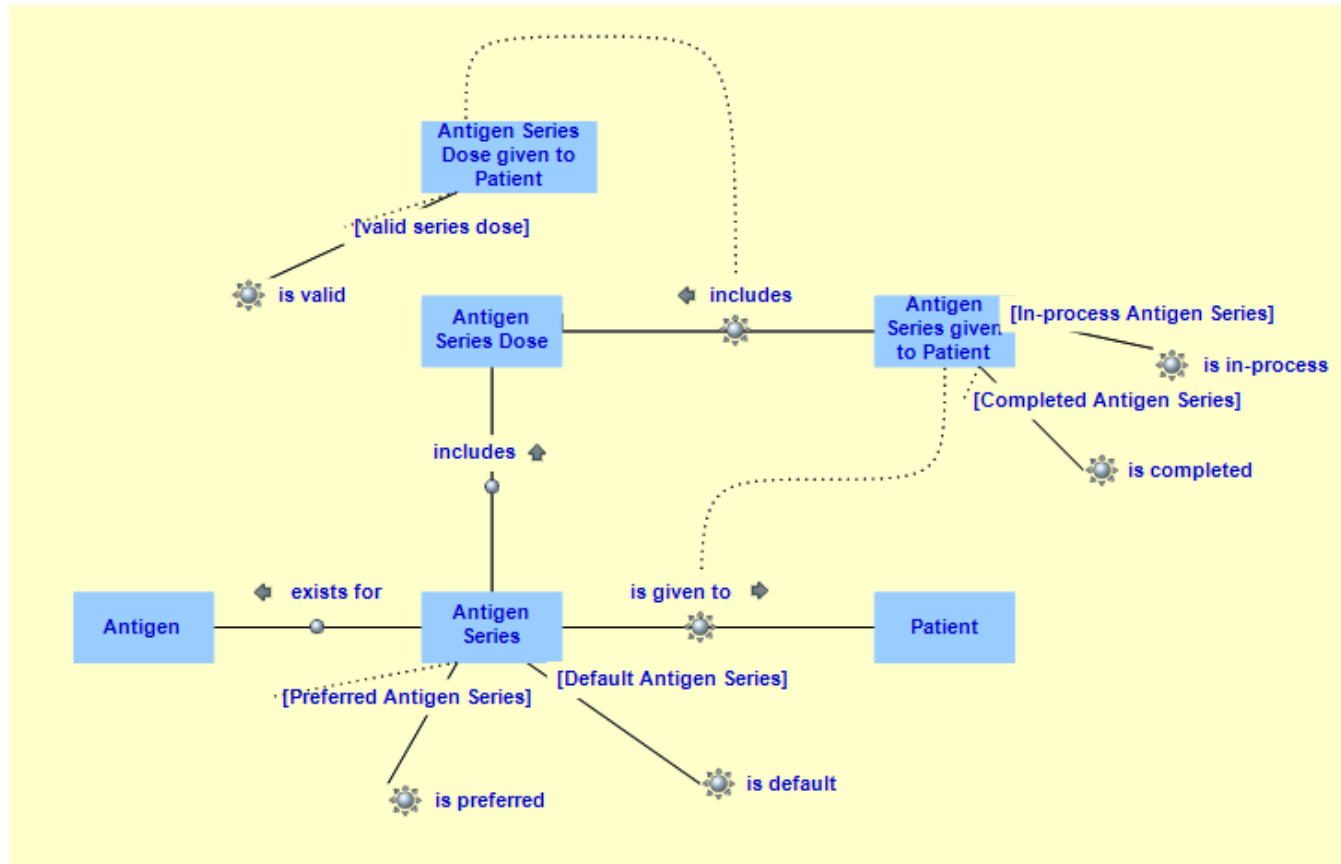 Antigen Series
Dose given to
Patient
[valid series dose]
is valid
includes
Antigen
Series Dose
Antigen
Series given
to Patient
[In-process Antigen Series]
is in-process
[Completed Antigen Series]
is completed
includes
exists for
is given to
Antigen
Antigen
Series
Patient
[Default Antigen Series]
[Preferred Antigen Series]
is default
is preferred